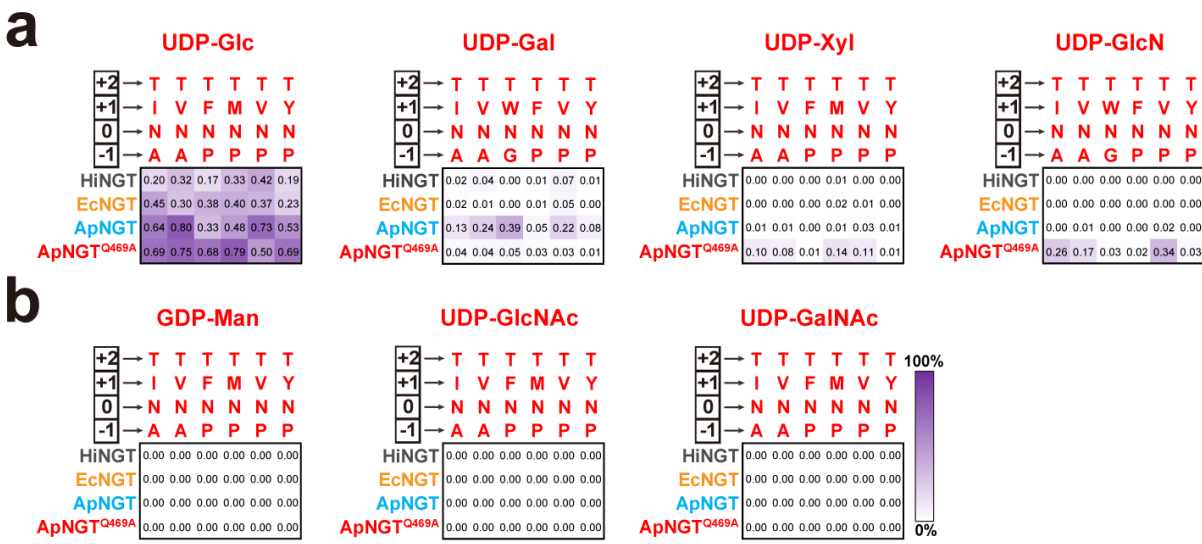 a
UDP-Glc
+2 T T T T T T
+1 I V F M V Y
0 N N N N N N
-1 A A P P P P
HiNGT 0.20 0.32 0.17 0.33 0.42 0.19
EcNGT 0.45 0.30 0.38 0.40 0.37 0.23
ApNGT 0.64 0.80 0.33 0.48 0.73 0.53
ApNGTQ469A 0.69 0.75 0.68 0.79 0.50 0.69
UDP-Gal
+2 T T T T T T
+1 I V W F V Y
0 N N N N N N
-1 A A G P P P
HiNGT 0.02 0.04 0.00 0.01 0.07 0.01
EcNGT 0.02 0.01 0.00 0.01 0.05 0.00
ApNGT 0.13 0.24 0.39 0.05 0.22 0.08
ApNGTQ469A 0.04 0.04 0.05 0.03 0.03 0.01
UDP-Xyl
+2 T T T T T T
+1 I V F M V Y
0 N N N N N N
-1 A A P P P P
HiNGT 0.00 0.00 0.00 0.01 0.00 0.00
EcNGT 0.00 0.00 0.00 0.02 0.01 0.00
ApNGT 0.01 0.01 0.00 0.01 0.03 0.01
ApNGTQ469A 0.10 0.08 0.01 0.14 0.11 0.01
UDP-GlcN
+2 T T T T T T
+1 I V W F V Y
0 N N N N N N
-1 A A G P P P
HiNGT 0.00 0.00 0.00 0.00 0.00 0.00
EcNGT 0.00 0.00 0.00 0.00 0.00 0.00
ApNGT 0.00 0.01 0.00 0.00 0.02 0.00
ApNGTQ469A 0.26 0.17 0.03 0.02 0.34 0.03
b
GDP-Man
+2 T T T T T T
+1 I V F M V Y
0 N N N N N N
-1 A A P P P P
HiNGT 0.00 0.00 0.00 0.00 0.00 0.00
EcNGT 0.00 0.00 0.00 0.00 0.00 0.00
ApNGT 0.00 0.00 0.00 0.00 0.00 0.00
ApNGTQ469A 0.00 0.00 0.00 0.00 0.00 0.00
UDP-GlcNAc
+2 T T T T T T
+1 I V F M V Y
0 N N N N N N
-1 A A P P P P
HiNGT 0.00 0.00 0.00 0.00 0.00 0.00
EcNGT 0.00 0.00 0.00 0.00 0.00 0.00
ApNGT 0.00 0.00 0.00 0.00 0.00 0.00
ApNGTQ469A 0.00 0.00 0.00 0.00 0.00 0.00
UDP-GalNAc
+2 T T T T T T
+1 I V F M V Y
0 N N N N N N
-1 A A P P P P
HiNGT 0.00 0.00 0.00 0.00 0.00 0.00
EcNGT 0.00 0.00 0.00 0.00 0.00 0.00
ApNGT 0.00 0.00 0.00 0.00 0.00 0.00
ApNGTQ469A 0.00 0.00 0.00 0.00 0.00 0.00
100%
0%